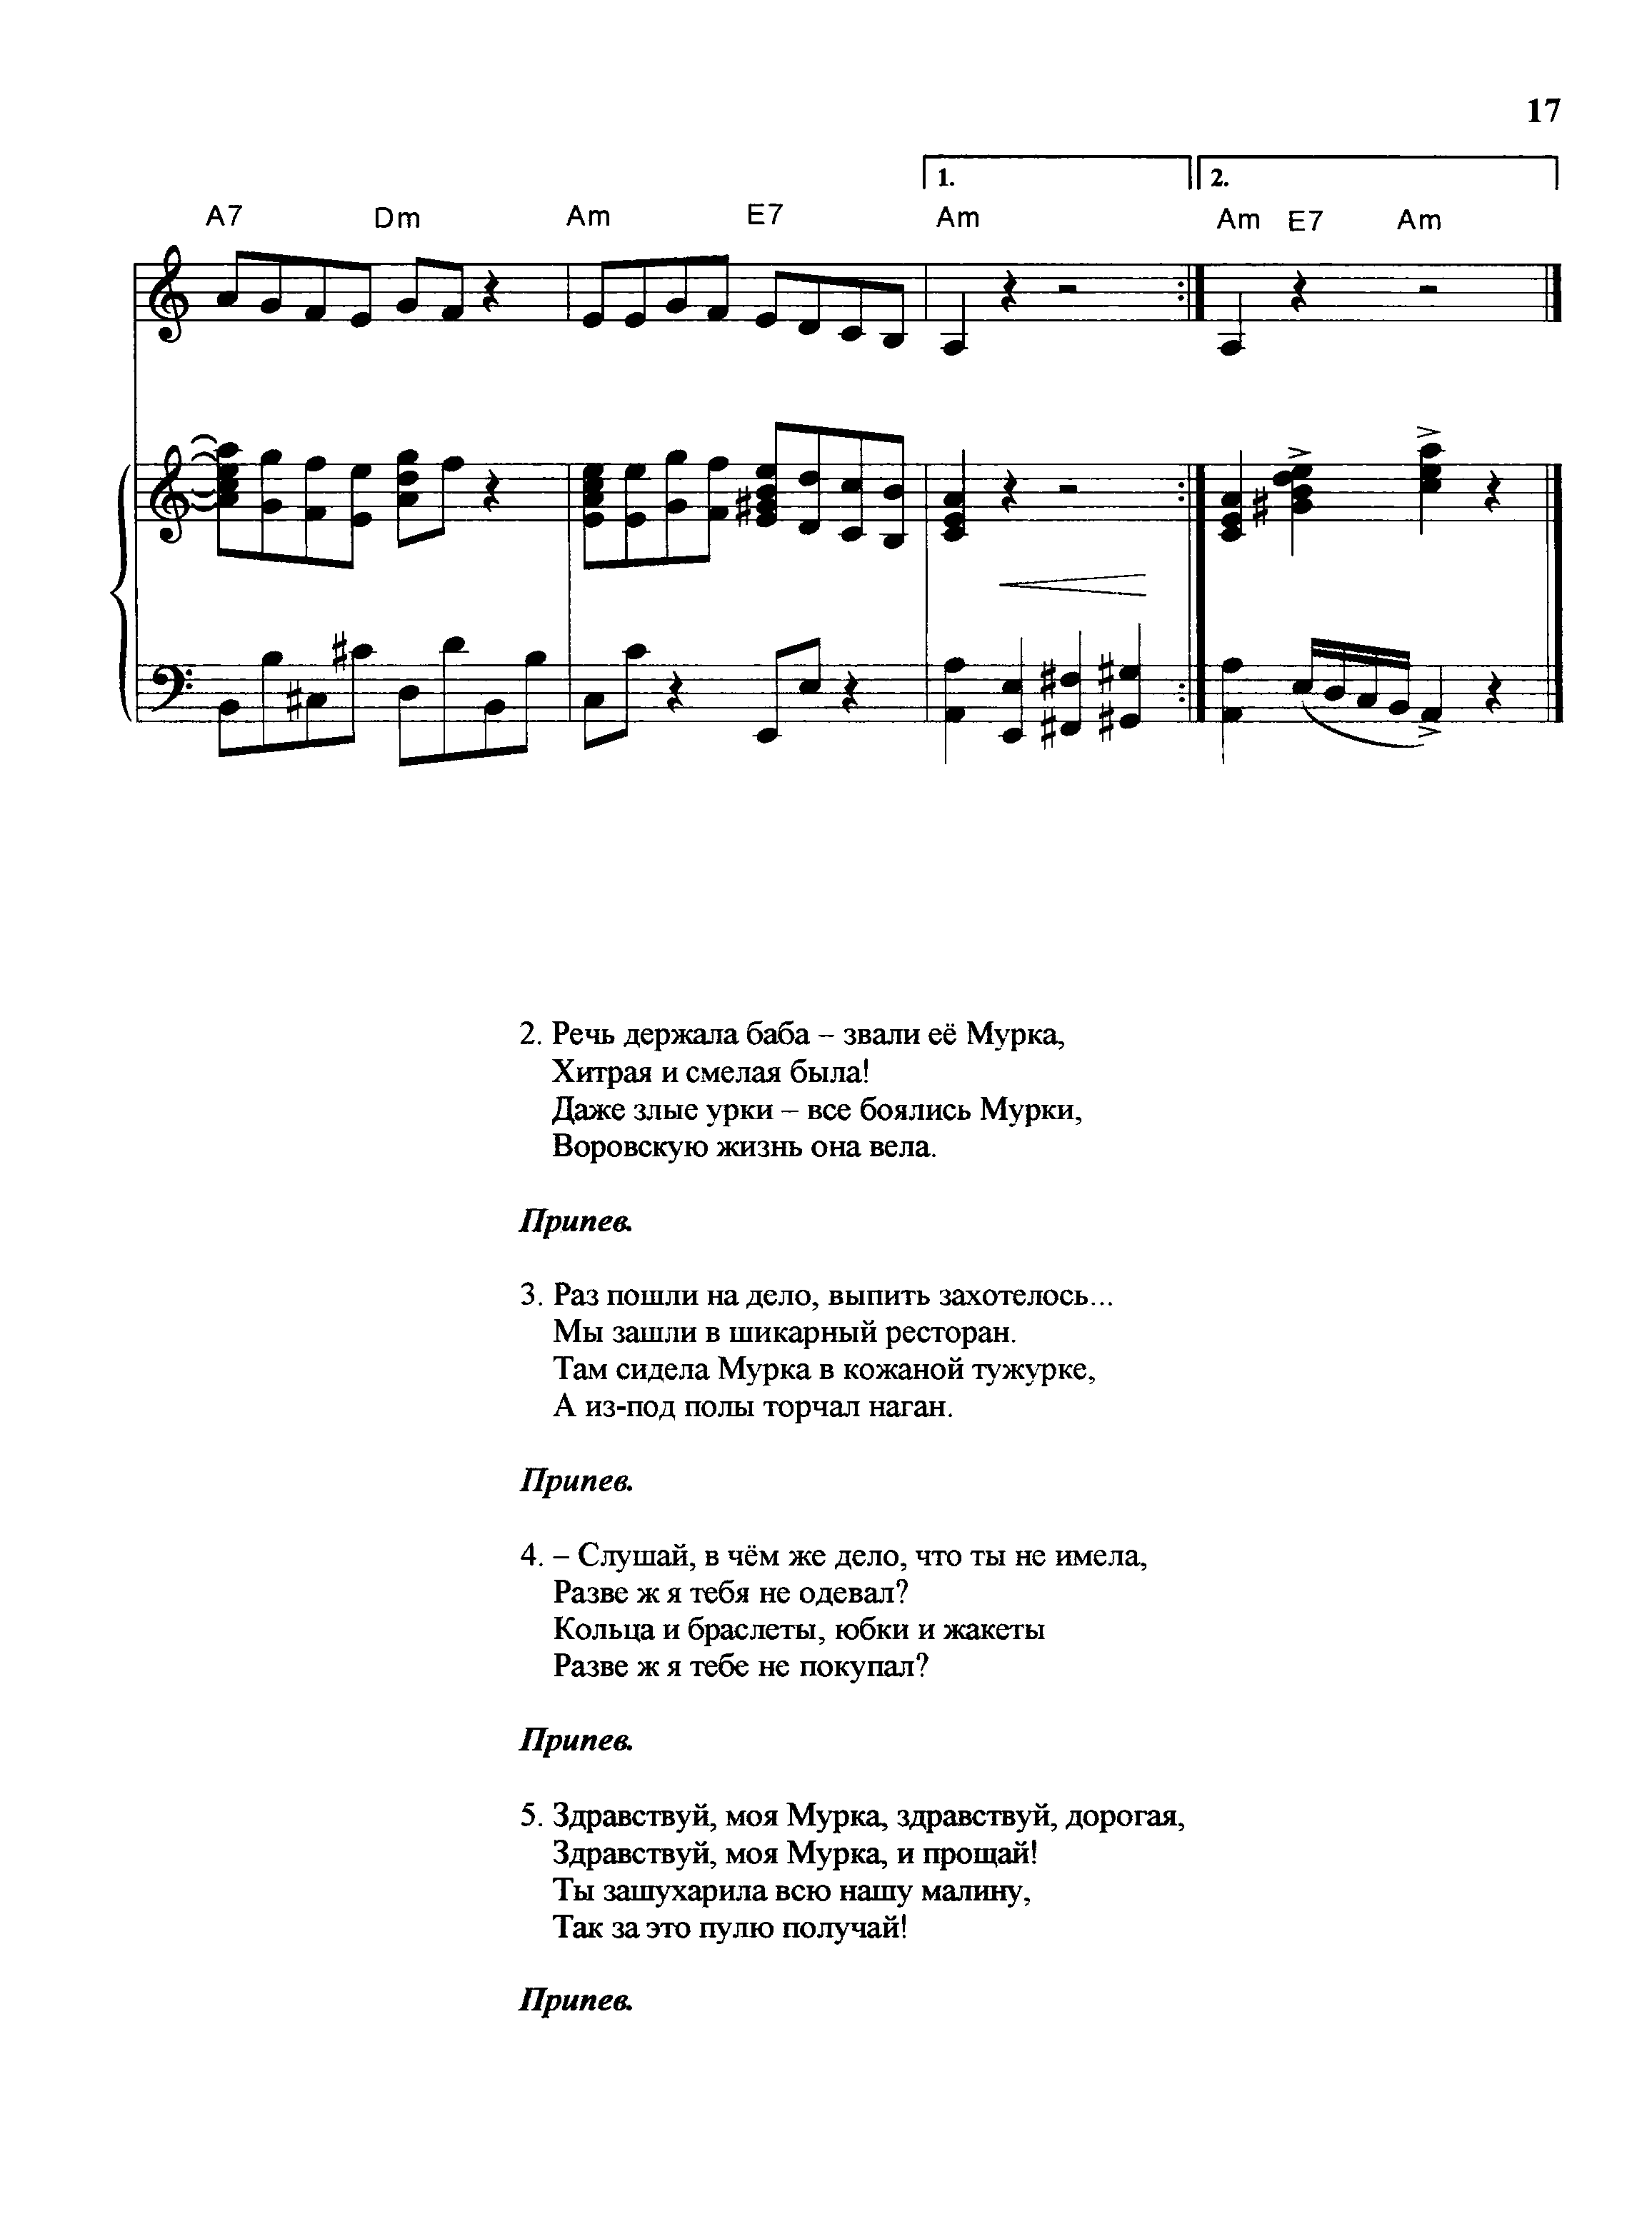 17
1. 2.
A7 Dm Am E7 Am Am E7 Am
2. Речь держала баба – звали её Мурка,
Хитрая и смелая была!
Даже злые урки – все боялись Мурки,
Воровскую жизнь она вела.
Припев.
3. Раз пошли на дело, выпить захотелось...
Мы зашли в шикарный ресторан.
Там сидела Мурка в кожаной тужурке,
А из-под полы торчал наган.
Припев.
4. – Слушай, в чём же дело, что ты не имела,
Разве ж я тебя не одевал?
Кольца и браслеты, юбки и жакеты
Разве ж я тебе не покупал?
Припев.
5. Здравствуй, моя Мурка, здравствуй, дорогая,
Здравствуй, моя Мурка, и прощай!
Ты зашухарила всю нашу малину,
Так за это пулю получай!
Припев.